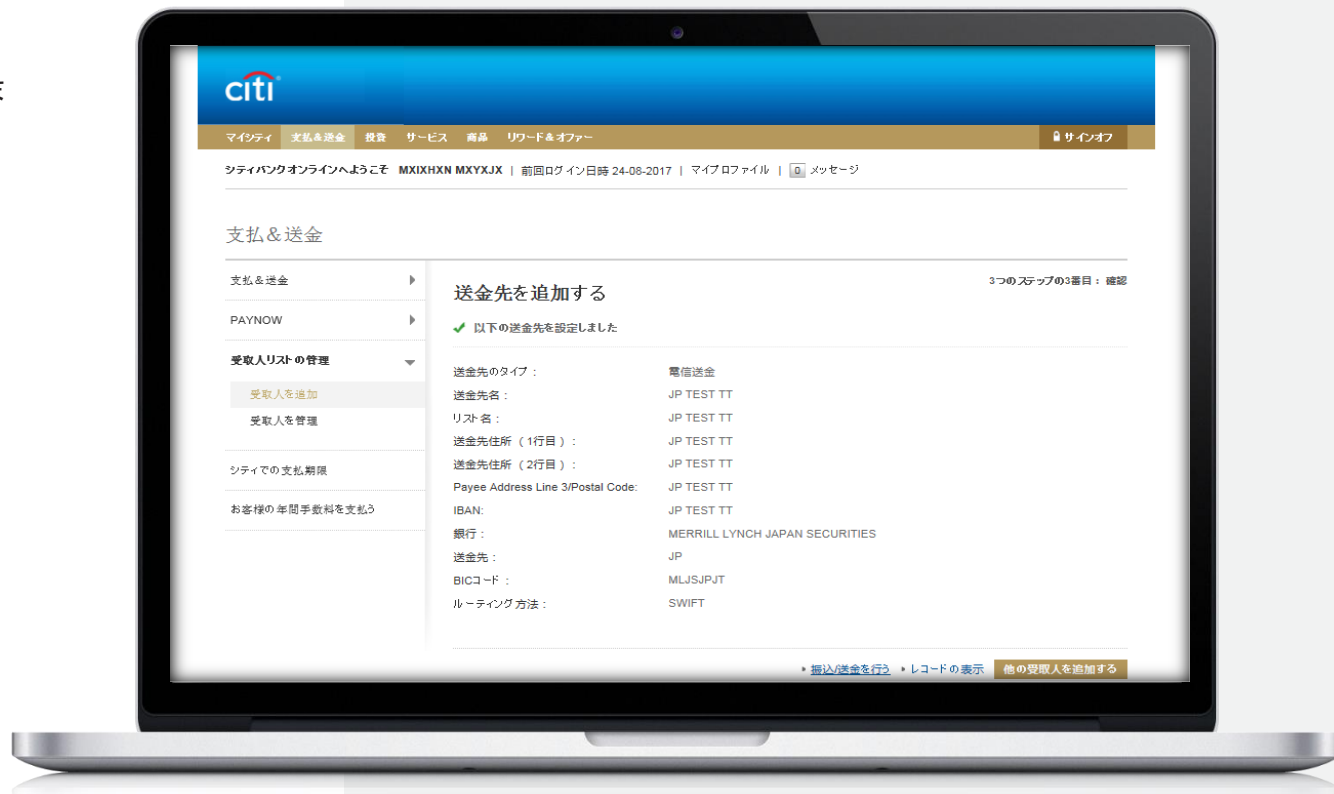 citi
マイシティ 支払&送金 投資 サービス 商品 リワード&オファー サインオフ
シティバンクオンラインへようこそ MXIXHXN MXYXJX | 前回ログイン日時 24-08-2017 | マイプロファイル | 0 メッセージ
支払&送金
支払&送金
PAYNOW
受取人リストの管理
受取人を追加
受取人を管理
シティでの支払期限
お客様の年間手数料を支払う
送金先を追加する
3つのステップの3番目： 確認
以下の送金先を設定しました
送金先のタイプ： 電信送金
送金先名： JP TEST TT
リスト名： JP TEST TT
送金先住所 （1行目）： JP TEST TT
送金先住所 （2行目）： JP TEST TT
Payee Address Line 3/Postal Code: JP TEST TT
IBAN: JP TEST TT
銀行： MERRILL LYNCH JAPAN SECURITIES
送金先： JP
BICコード： MLJSJPJT
ルーティング方法： SWIFT
振込/送金を行う レコードの表示 他の受取人を追加する